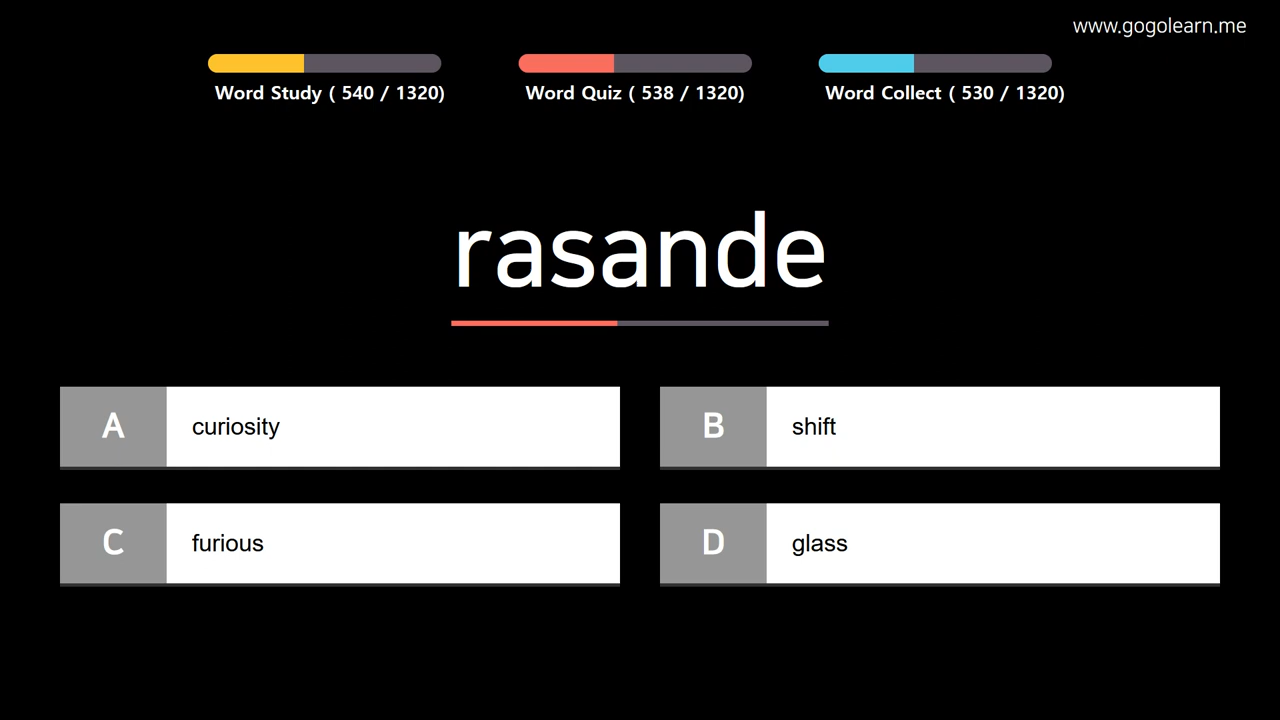 www.gogolearn.me
Word Study ( 540 / 1320)
Word Quiz ( 538 / 1320)
Word Collect ( 530 / 1320)
rasande
A curiosity
B shift
C furious
D glass